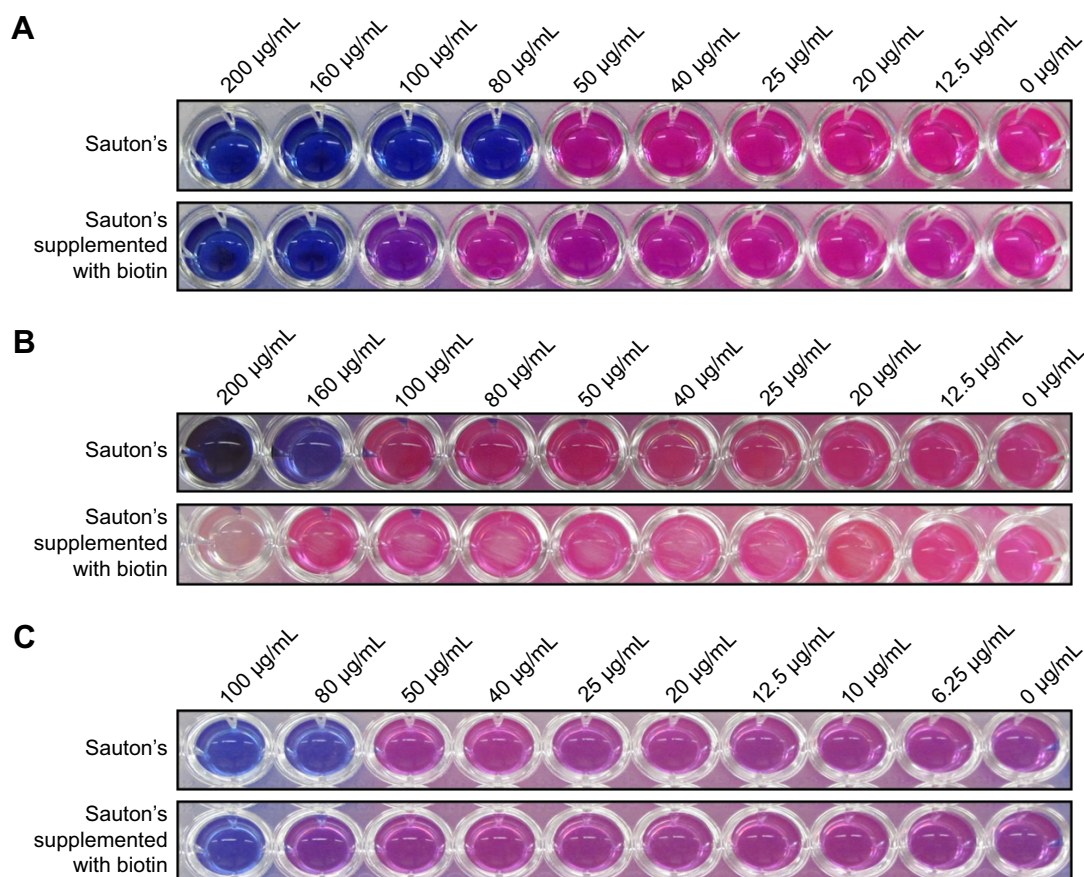 A
200 µg/mL
160 µg/mL
100 µg/mL
80 µg/mL
50 µg/mL
40 µg/mL
25 µg/mL
20 µg/mL
12.5 µg/mL
0 µg/mL
Sauton’s
Sauton’s
supplemented
with biotin
B
200 µg/mL
160 µg/mL
100 µg/mL
80 µg/mL
50 µg/mL
40 µg/mL
25 µg/mL
20 µg/mL
12.5 µg/mL
0 µg/mL
Sauton’s
Sauton’s
supplemented
with biotin
C
100 µg/mL
80 µg/mL
50 µg/mL
40 µg/mL
25 µg/mL
20 µg/mL
12.5 µg/mL
10 µg/mL
6.25 µg/mL
0 µg/mL
Sauton’s
Sauton’s
supplemented
with biotin